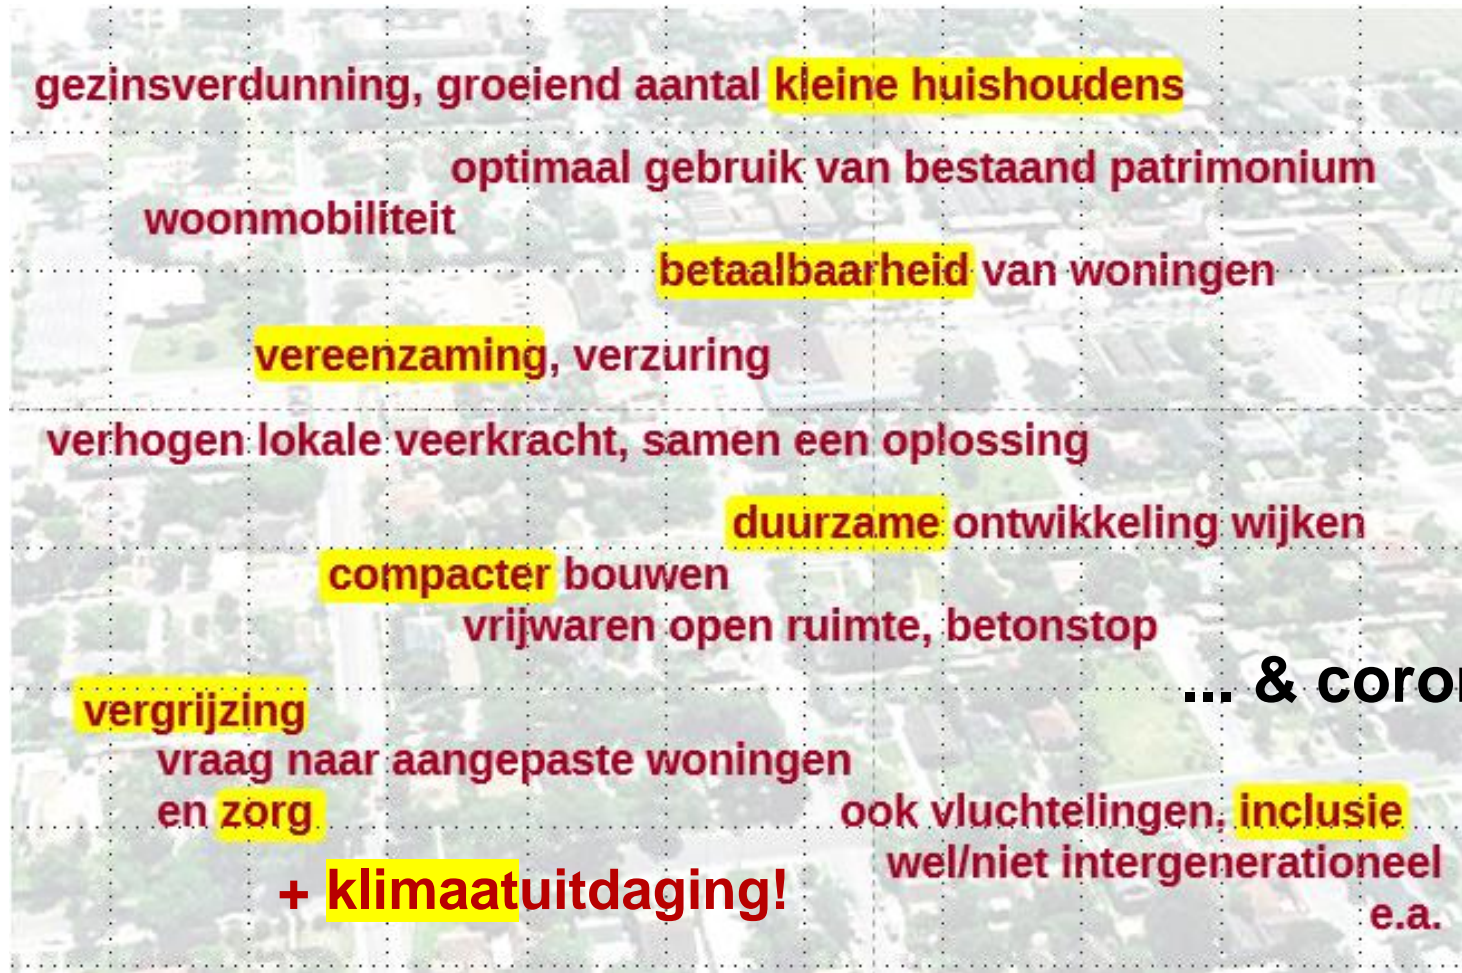 gezinsverdunning, groeiend aantal kleine huishoudens
optimaal gebruik van bestaand patrimonium
woonmobiliteit
betaalbaarheid van woningen
vereenzaming, verzuring
verhogen lokale veerkracht, samen een oplossing
duurzame ontwikkeling wijken
compacter bouwen
vrijwaren open ruimte, betonstop
... & coro
vergrijzing
vraag naar aangepaste woningen
en zorg
ook vluchtelingen, inclusie
wel/niet intergenerationeel
+ klimaatuitdaging!
e.a.